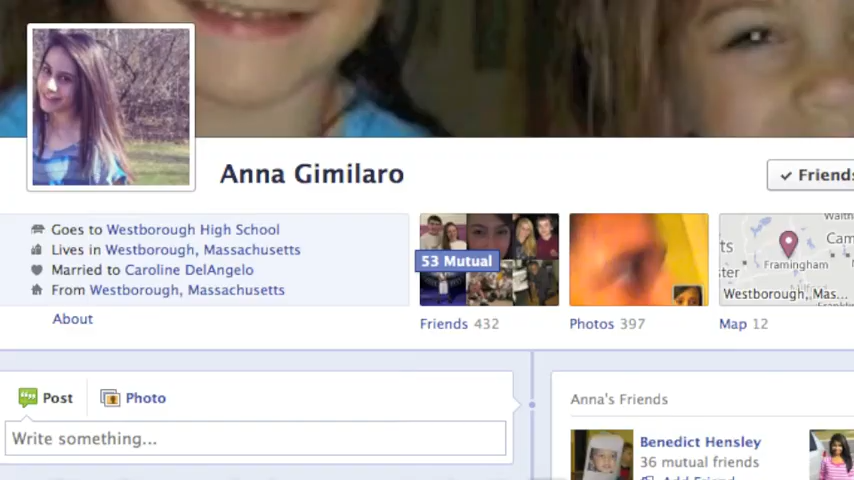 Anna Gimilaro
✓ Friends
Goes to Westborough High School
Lives in Westborough, Massachusetts
Married to Caroline DelAngelo
From Westborough, Massachusetts
About
53 Mutual
Friends 432
Photos 397
Framingham
Westborough, Mas...
Map 12
Post
Photo
Write something...
Anna's Friends
Benedict Hensley
36 mutual friends
Add Friend